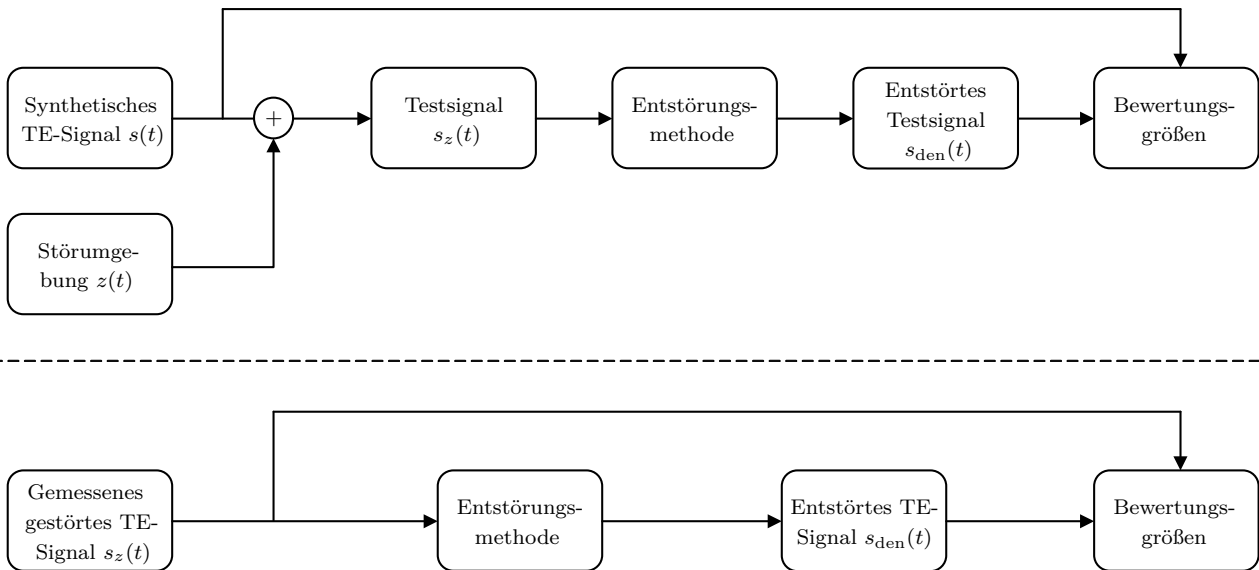 Synthetisches
TE-Signal s(t)
+
Testsignal
s_z(t)
Entstörungs-
methode
Entstörtes
Testsignal
s_den(t)
Bewertungs-
größen
Störumge-
bung z(t)
Gemessenes
gestörtes TE-
Signal s_z(t)
Entstörungs-
methode
Entstörtes TE-
Signal s_den(t)
Bewertungs-
größen